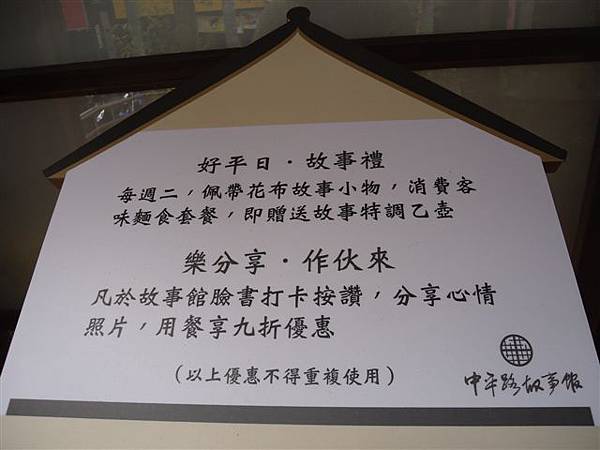 好平日．故事禮
每週二，佩帶花布故事小物，消費客
味麵食套餐，即贈送故事特調乙壺
樂分享．作伙來
凡於故事館臉書打卡按讚，分享心情
照片，用餐享九折優惠
（以上優惠不得重複使用）
中平路故事館